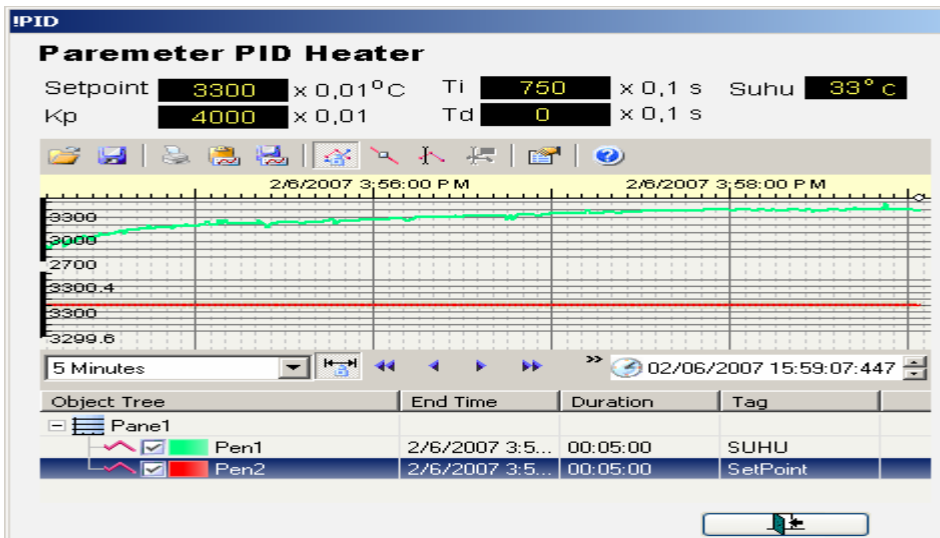 !PID
Paremeter PID Heater
Setpoint 3300 x 0,01°C Ti 750 x 0,1 s Suhu 33°c
Kp 4000 x 0,01 Td 0 x 0,1 s
2/6/2007 3:56:00 PM 2/6/2007 3:58:00 PM
3300
3000
2700
3300.4
3300
3299.6
5 Minutes » 02/06/2007 15:59:07:447
Object Tree End Time Duration Tag
Pane1
Pen1 2/6/2007 3:5... 00:05:00 SUHU
Pen2 2/6/2007 3:5... 00:05:00 SetPoint